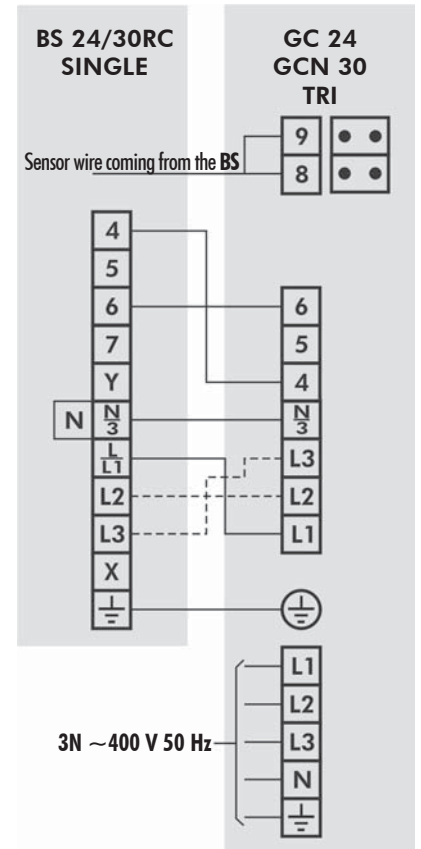 BS 24/30RC
SINGLE
GC 24
GCN 30
TRI
9
Sensor wire coming from the BS
8
4
5
6
7
Y
N
N
3
L
L1
L2
L3
X
6
5
4
N
3
L3
L2
L1
L1
L2
3N ~400 V 50 Hz
L3
N